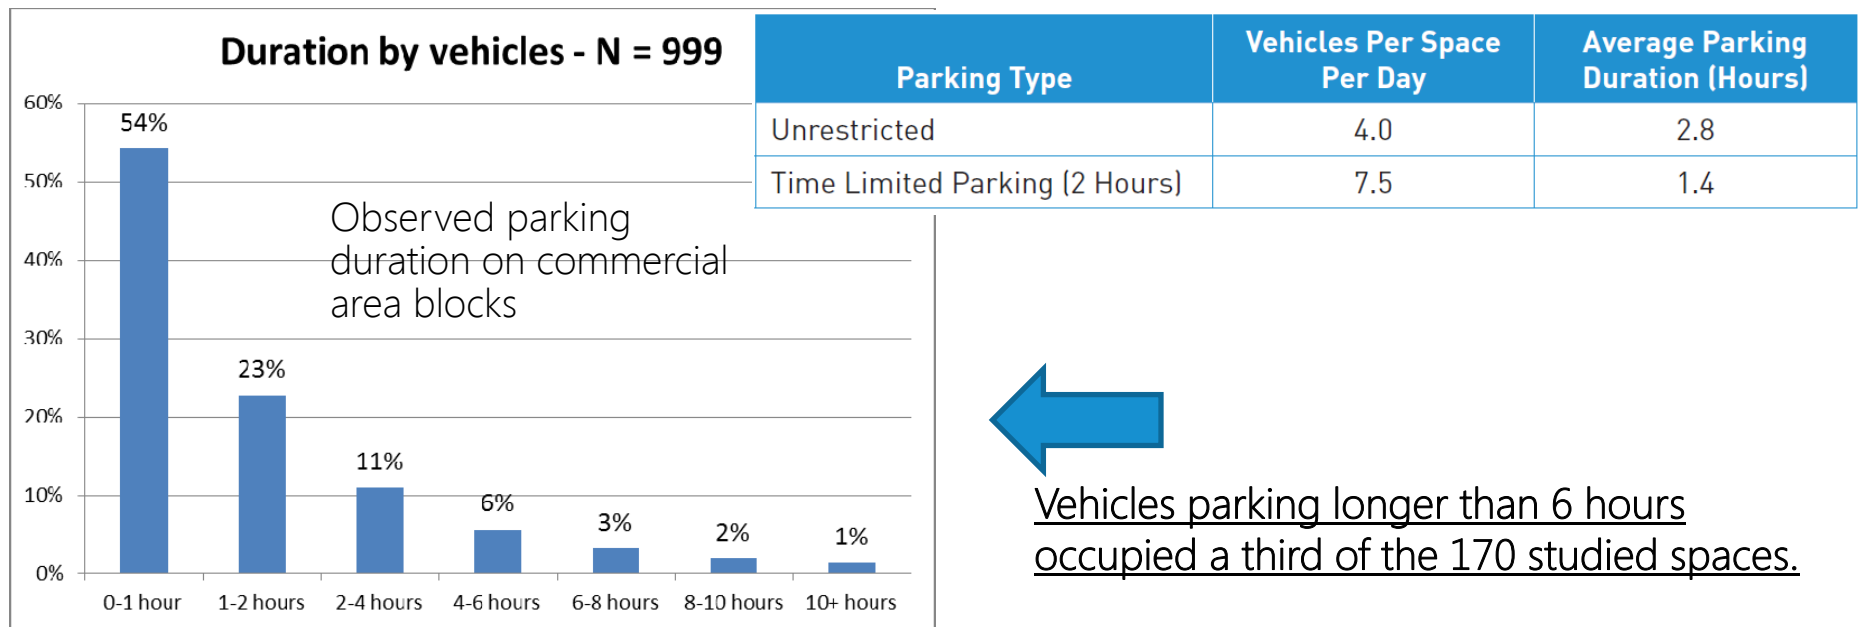 Duration by vehicles - N = 999
60%
50%
40%
30%
20%
10%
0%
54%
23%
11%
6%
3%
2%
1%
0-1 hour 1-2 hours 2-4 hours 4-6 hours 6-8 hours 8-10 hours 10+ hours
Observed parking
duration on commercial
area blocks
Parking Type Vehicles Per Space Per Day Average Parking Duration (Hours)
Unrestricted 4.0 2.8
Time Limited Parking (2 Hours) 7.5 1.4
Vehicles parking longer than 6 hours
occupied a third of the 170 studied spaces.